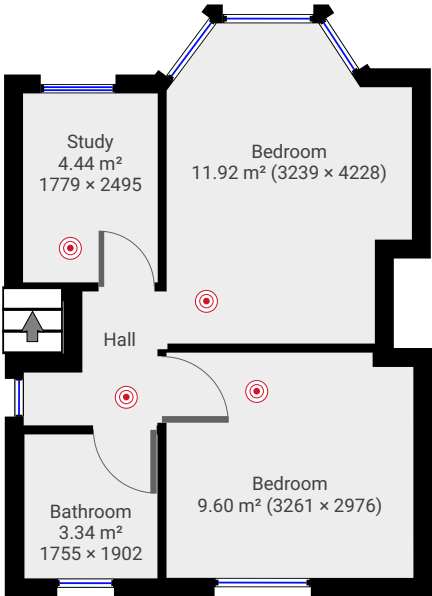 Study
4.44 m²
1779 × 2495
Bedroom
11.92 m² (3239 × 4228)
Hall
Bedroom
9.60 m² (3261 × 2976)
Bathroom
3.34 m²
1755 × 1902